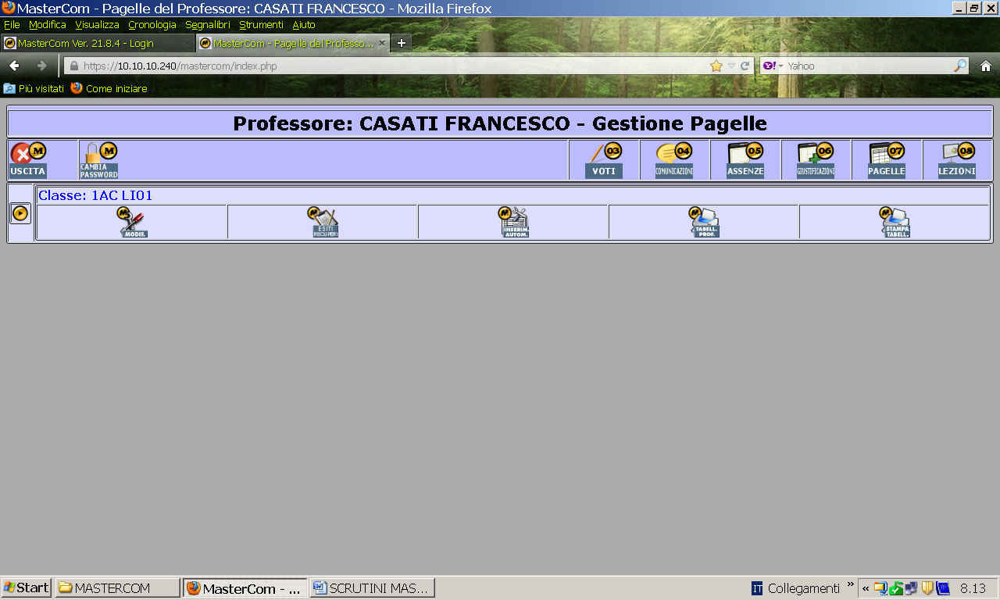 MasterCom - Pagelle del Professore: CASATI FRANCESCO - Mozilla Firefox
File Modifica Visualizza Cronologia Segnalibri Strumenti Aiuto
MasterCom Ver. 21.8.4 - Login
MasterCom - Pagelle del Professo...
https://10.10.10.240/mastercom/index.php
Yahoo
Più visitati
Come iniziare
Professore: CASATI FRANCESCO - Gestione Pagelle
M
USCITA
M
CAMBIA
PASSWORD
03
VOTI
04
COMUNICAZIONI
05
ASSENZE
06
GIUSTIFICAZIONI
07
PAGELLE
08
LEZIONI
Classe: 1AC LI01
M
MODIF.
M
ESITI
RECUPERI
M
INSERIM.
AUTOM.
M
TABELL.
PROF.
M
STAMPA
TABELL.
Start
MASTERCOM
MasterCom - ...
SCRUTINI MAS...
IT
Collegamenti
»
«
8.13